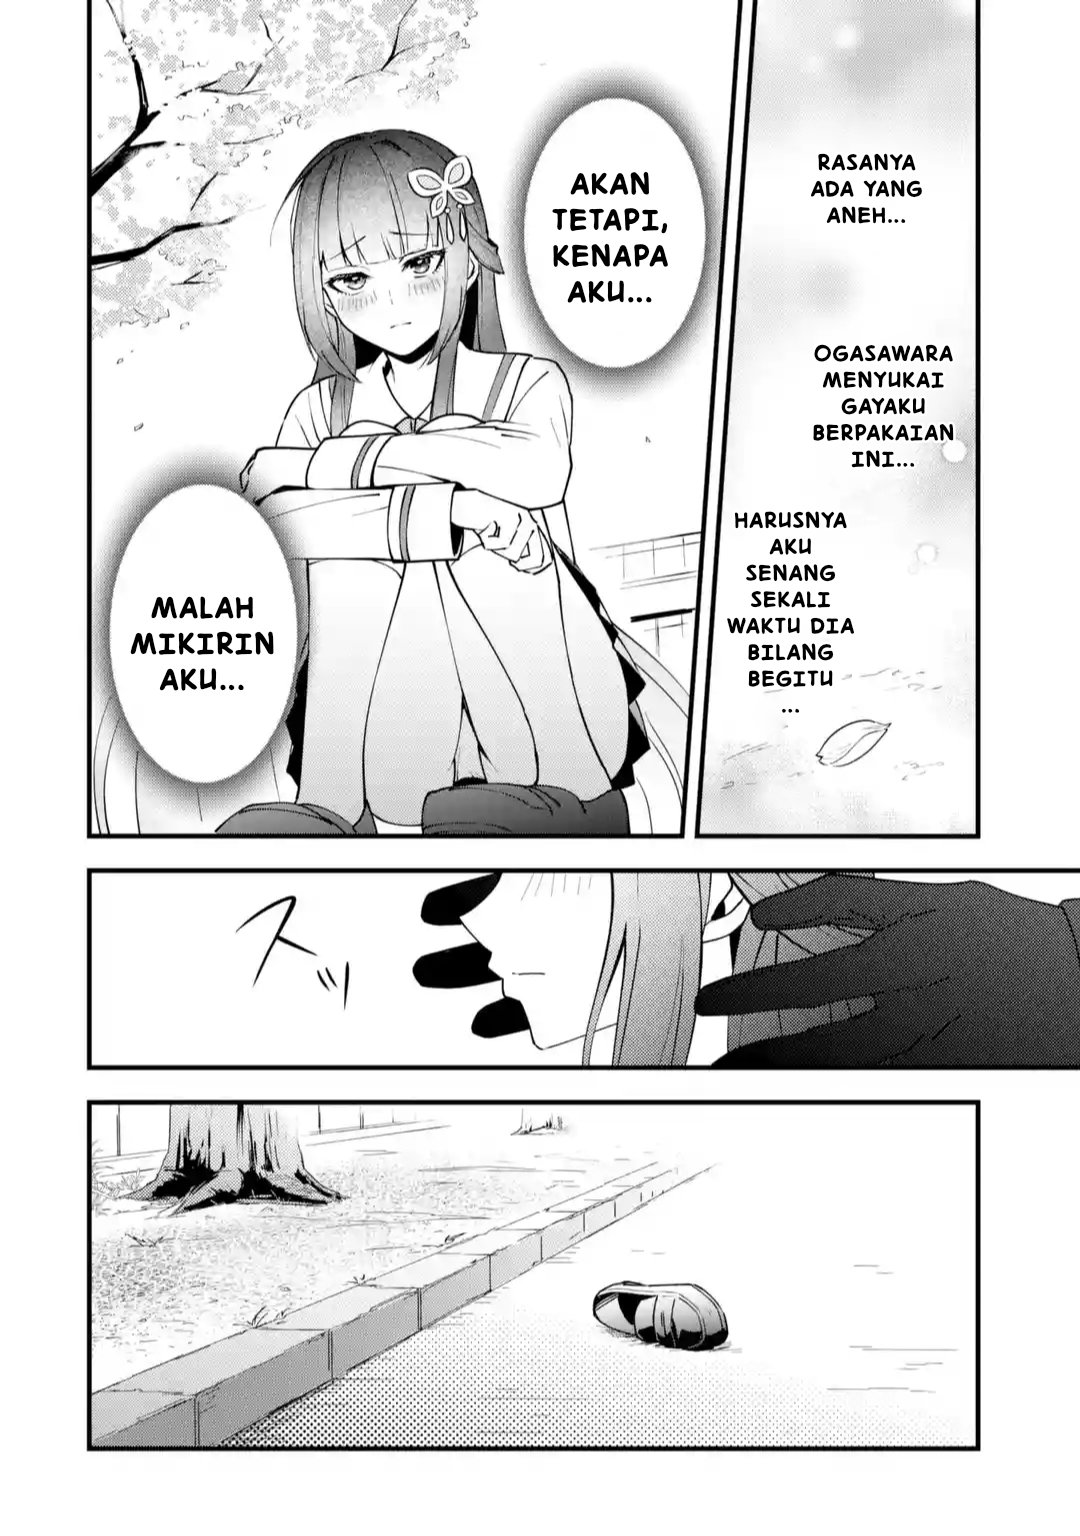 RASANYA
ADA YANG
ANEH...
OGASAWARA
MENYUKAI
GAYAKU
BERPAKAIAN
INI...
HARUSNYA
AKU
SENANG
SEKALI
WAKTU DIA
BILANG
BEGITU
...
AKAN
TETAPI,
KENAPA
AKU...
MALAH
MIKIRIN
AKU...
スッ